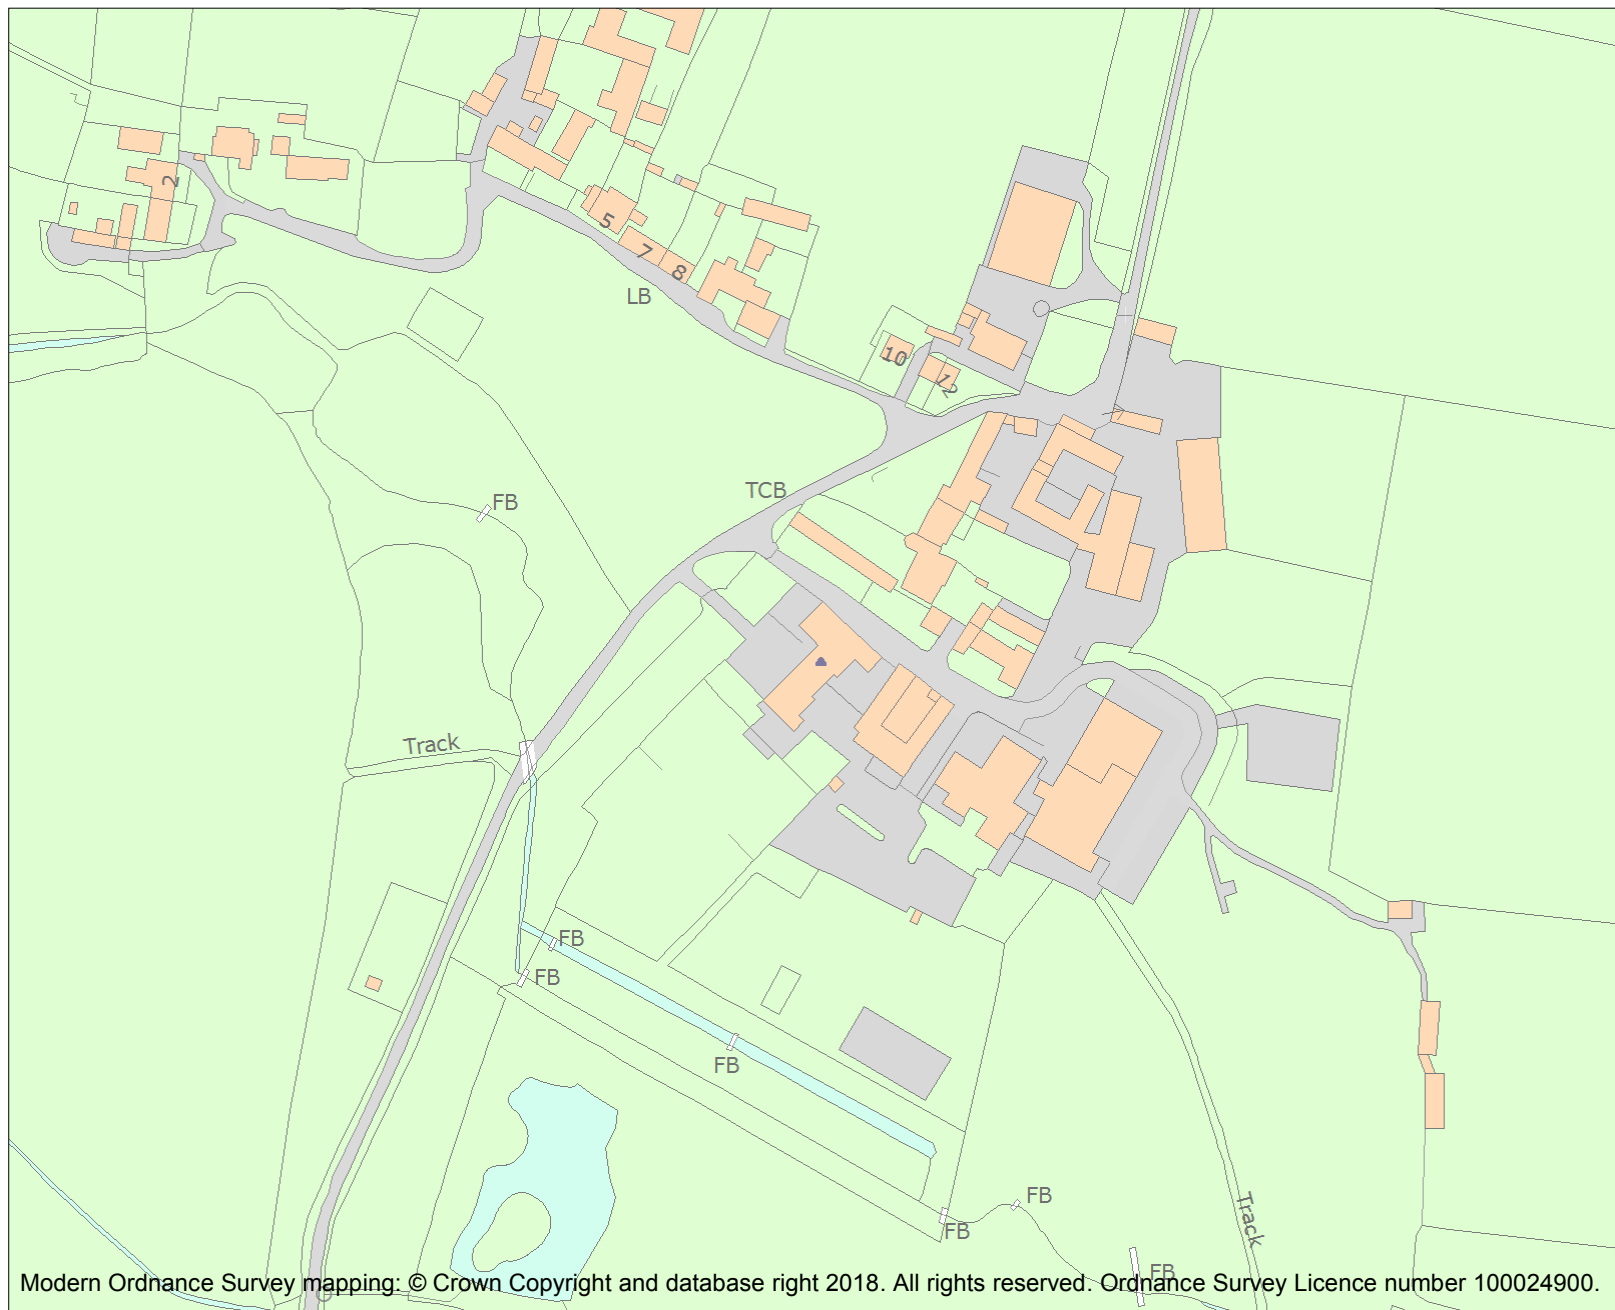 2
5
7
8
LB
10
12
TCB
FB
Track
FB
FB
FB
FB
FB
Track
FB
Modern Ordnance Survey mapping: © Crown Copyright and database right 2018. All rights reserved. Ordnance Survey Licence number 100024900.